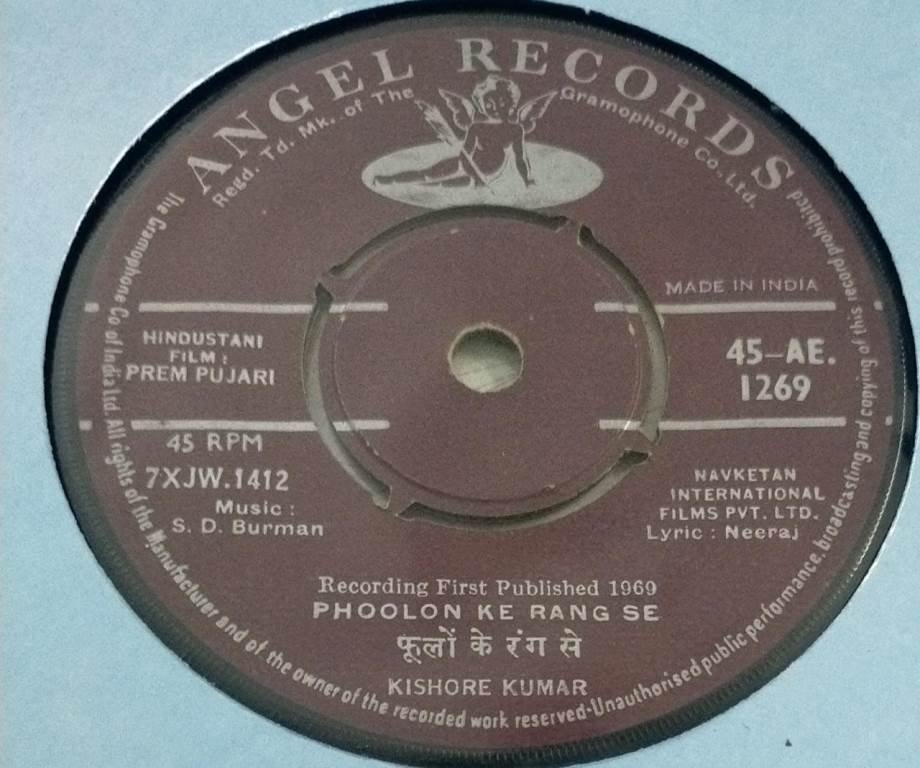 ANGEL RECORDS
Regd. Td. Mk. of The Gramophone Co., Ltd.
MADE IN INDIA
HINDUSTANI
FILM :
PREM PUJARI
45-AE.
1269
45 RPM
7XJW.1412
Music :
S. D. Burman
NAVKETAN
INTERNATIONAL
FILMS PVT. LTD.
Lyric : Neeraj
Recording First Published 1969
PHOOLON KE RANG SE
फूलों के रंग से
KISHORE KUMAR
The Gramophone Co of India Ltd. All rights of the Manufacturer and of the owner of the recorded work reserved-Unauthorised public performance, broadcasting and copying of this record prohibited